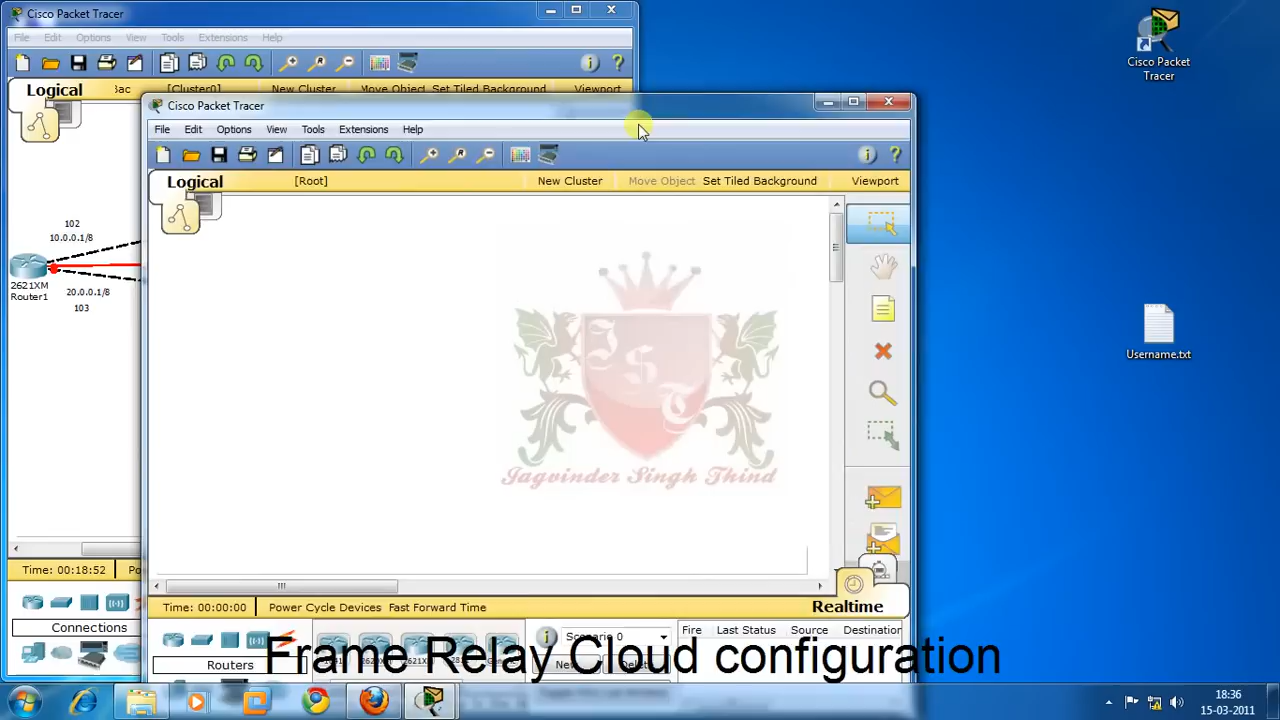 Cisco Packet Tracer
File Edit Options View Tools Extensions Help
Logical [Cluster0] New Cluster Move Object Set Tiled Background Viewport
Cisco Packet Tracer
File Edit Options View Tools Extensions Help
Logical [Root] New Cluster Move Object Set Tiled Background Viewport
102
10.0.0.1/8
2621XM
Router1
20.0.0.1/8
103
JST
Jagvinder Singh Thind
Cisco Packet
Tracer
Username.txt
Time: 00:18:52
Connections
Time: 00:00:00 Power Cycle Devices Fast Forward Time Realtime
Scenario 0
Fire Last Status Source Destination
Routers
Frame Relay Cloud configuration
18:36
15-03-2011